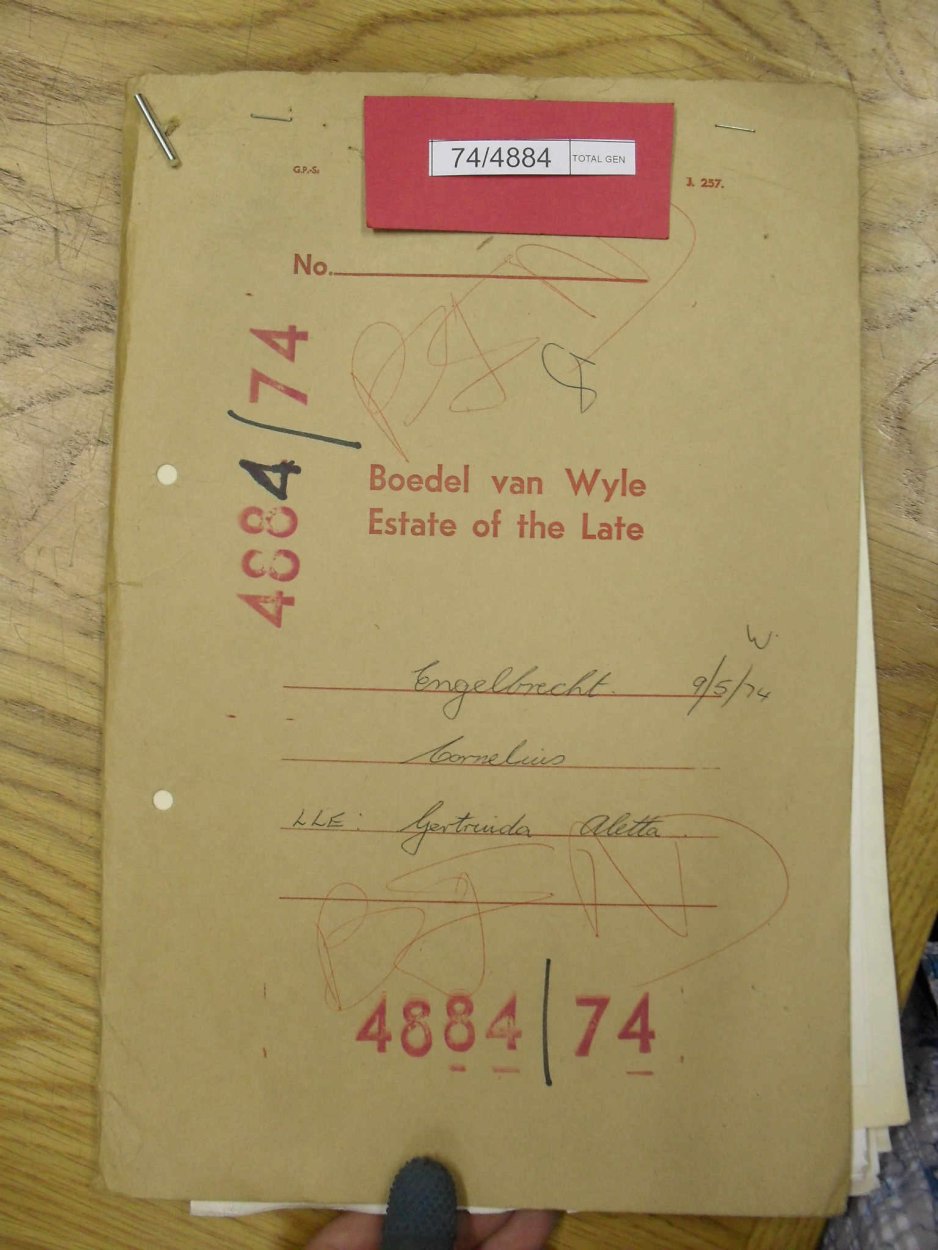 74/4884 TOTAL GEN
G.P.-S.
J. 257.
No.
4884/74
8
Boedel van Wyle
Estate of the Late
W.
Engelbrecht. 9/5/74
Cornelius
LLE: Gertruida Aletta.
4884/74